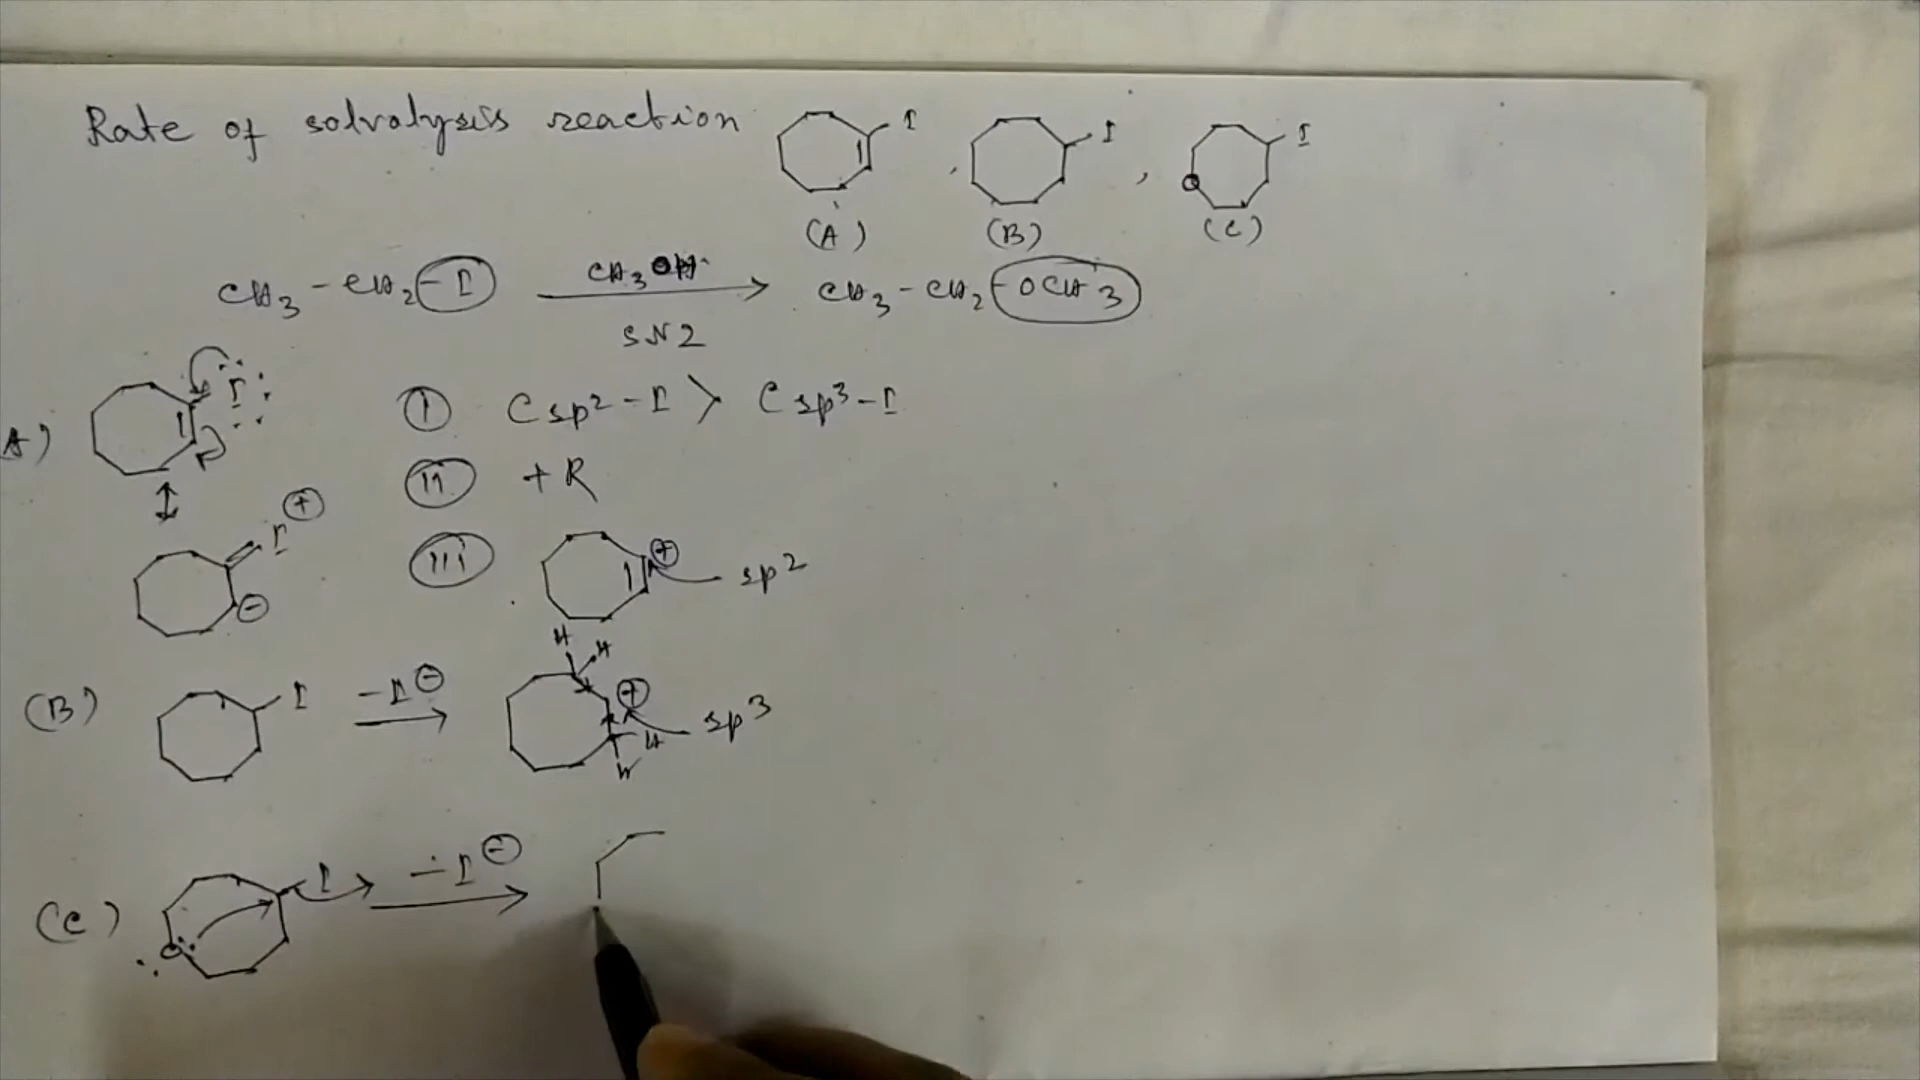 Rate of solvolysis reaction I , I , I
(A) (B) (C)
CH3 - CH2 - I CH3OH CH3 - CH2 - OCH3
SN2
A) I I Csp2 - I > Csp3 - I
II + R
I + - III + sp2
(B) I - I - H H + H H sp3
(C) I O - I -